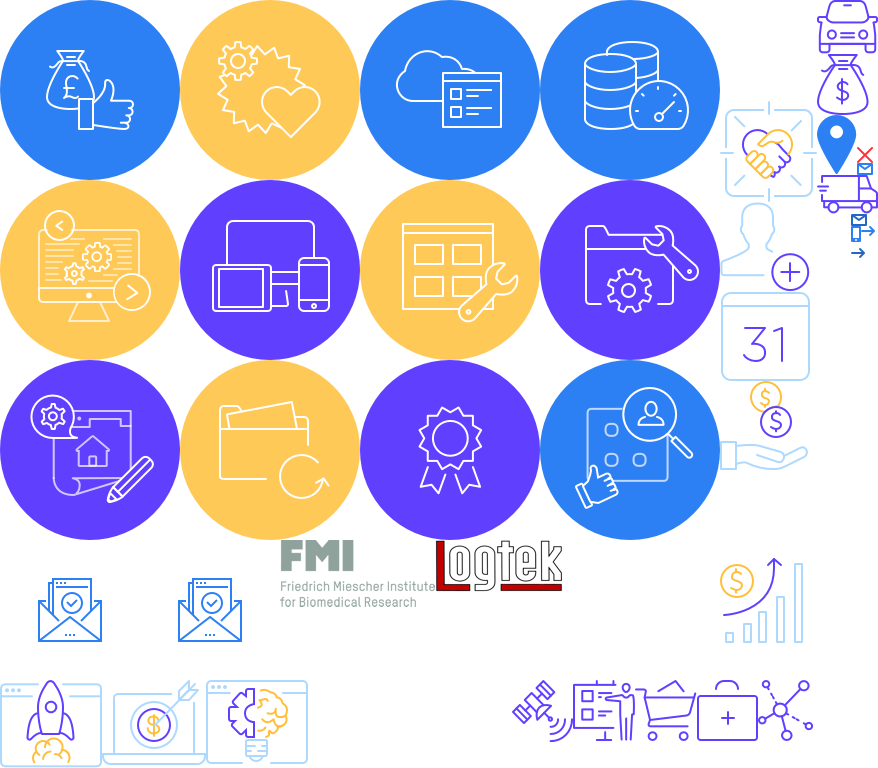 £
$
31
$
$
FMI
Friedrich Miescher Institute
for Biomedical Research
Logtek
$
$